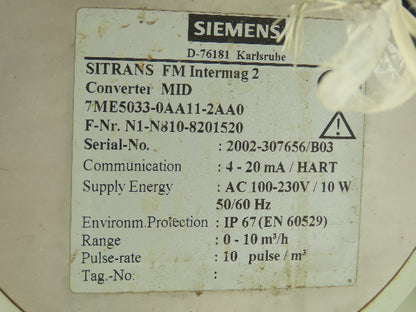 SIEMENS
D-76181 Karlsruhe
SITRANS FM Intermag 2
Converter MID
7ME5033-0AA11-2AA0
F-Nr. N1-N810-8201520
Serial-No. : 2002-307656/B03
Communication : 4 - 20 mA / HART
Supply Energy : AC 100-230V / 10 W
50/60 Hz
Environm.Protection : IP 67 (EN 60529)
Range : 0 - 10 m³/h
Pulse-rate : 10 pulse / m³
Tag.-No.